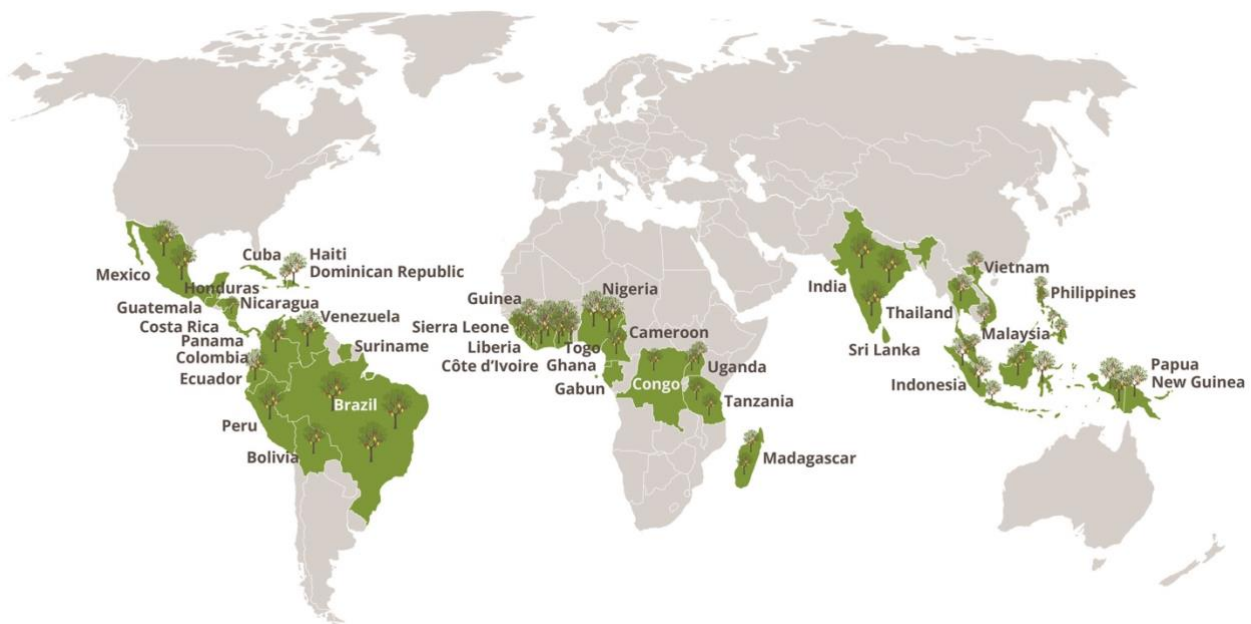 Mexico
Cuba
Haiti
Dominican Republic
Honduras
Guatemala
Nicaragua
Costa Rica
Panama
Venezuela
Colombia
Suriname
Ecuador
Brazil
Peru
Bolivia
Guinea
Nigeria
Sierra Leone
Liberia
Côte d'Ivoire
Togo
Ghana
Cameroon
Gabun
Congo
Uganda
Tanzania
Madagascar
India
Sri Lanka
Vietnam
Thailand
Philippines
Malaysia
Indonesia
Papua
New Guinea